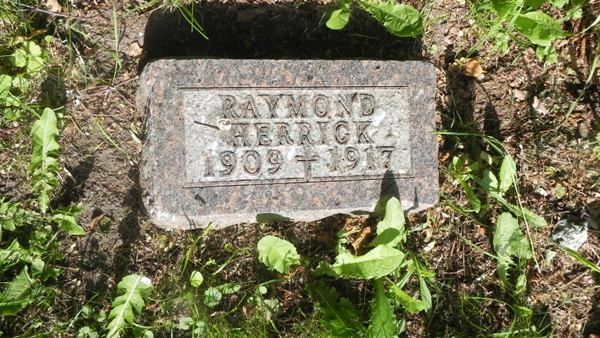 RAYMOND
HERRICK
1909 ✝ 1917